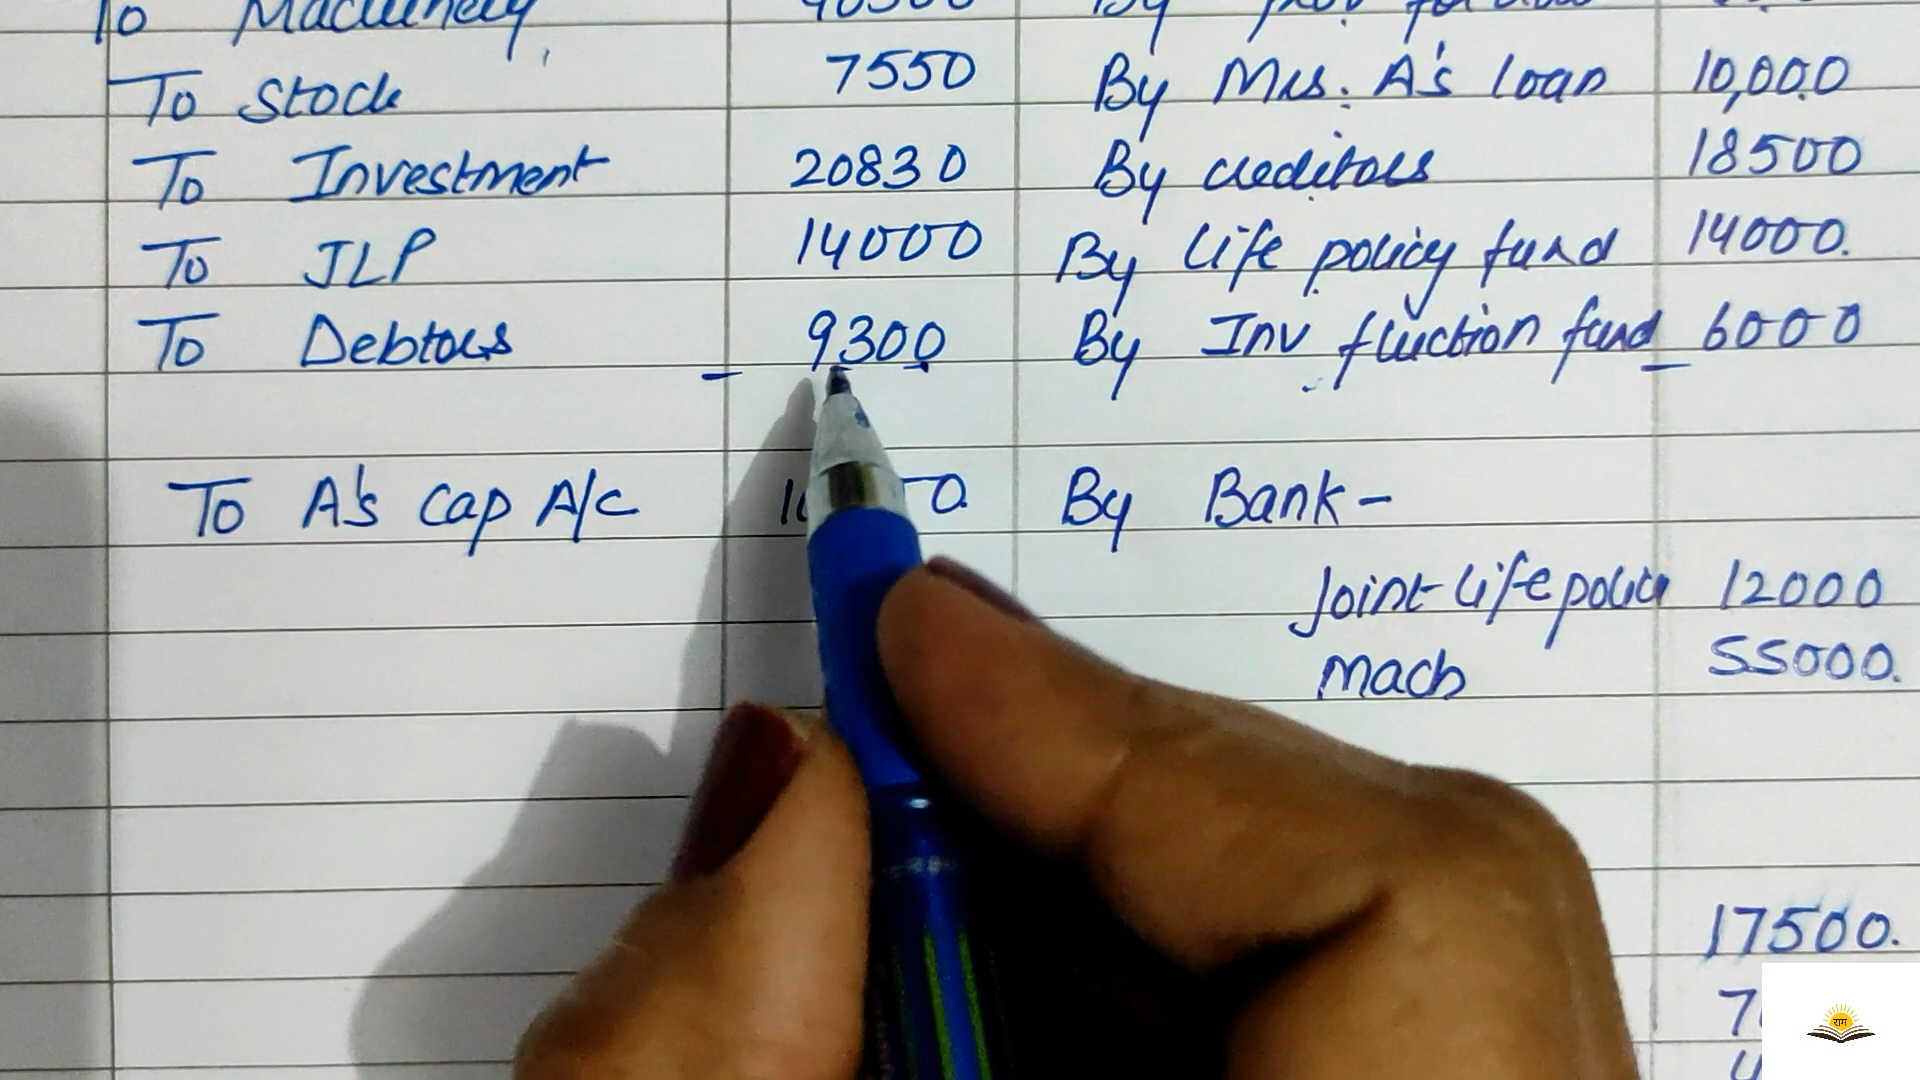 To Machinery
To Stock 7550 By Mrs. A's loan 10,000
To Investment 20830 By creditors 18500
To JLP 14000 By Life policy fund 14000.
To Debtors 9300 By Inv fluction fund 6000
To A's Cap A/c By Bank-
Joint life policy 12000
Mach 55000.
17500.
राम